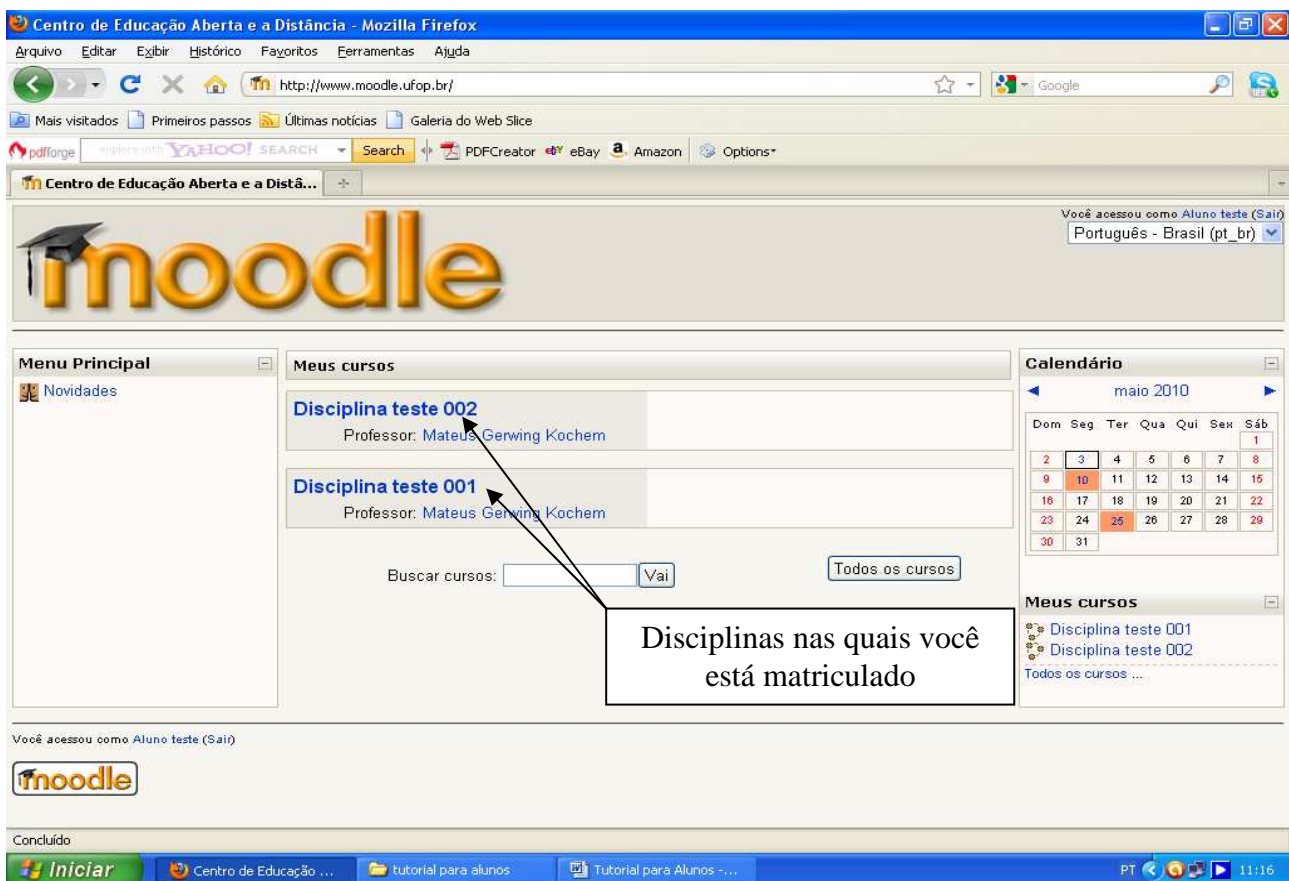 Centro de Educação Aberta e a Distância - Mozilla Firefox
Arquivo Editar Exibir Histórico Favoritos Ferramentas Ajuda
http://www.moodle.ufop.br/ Google
Mais visitados Primeiros passos Últimas notícias Galeria do Web Slice
pdfforge explore with YAHOO! SEARCH Search PDFCreator eBay Amazon Options
Centro de Educação Aberta e a Distâ...
Você acessou como Aluno teste (Sair)
Português - Brasil (pt_br)
moodle
Menu Principal
Novidades
Meus cursos
Disciplina teste 002
Professor: Mateus Gerwing Kochem
Disciplina teste 001
Professor: Mateus Gerwing Kochem
Buscar cursos: Vai Todos os cursos
Disciplinas nas quais você
está matriculado
Calendário
maio 2010
Dom Seg Ter Qua Qui Sex Sáb
1
2 3 4 5 6 7 8
9 10 11 12 13 14 15
16 17 18 19 20 21 22
23 24 25 26 27 28 29
30 31
Meus cursos
Disciplina teste 001
Disciplina teste 002
Todos os cursos ...
Você acessou como Aluno teste (Sair)
moodle
Concluído
Iniciar Centro de Educação ... tutorial para alunos Tutorial para Alunos -... PT 11:16